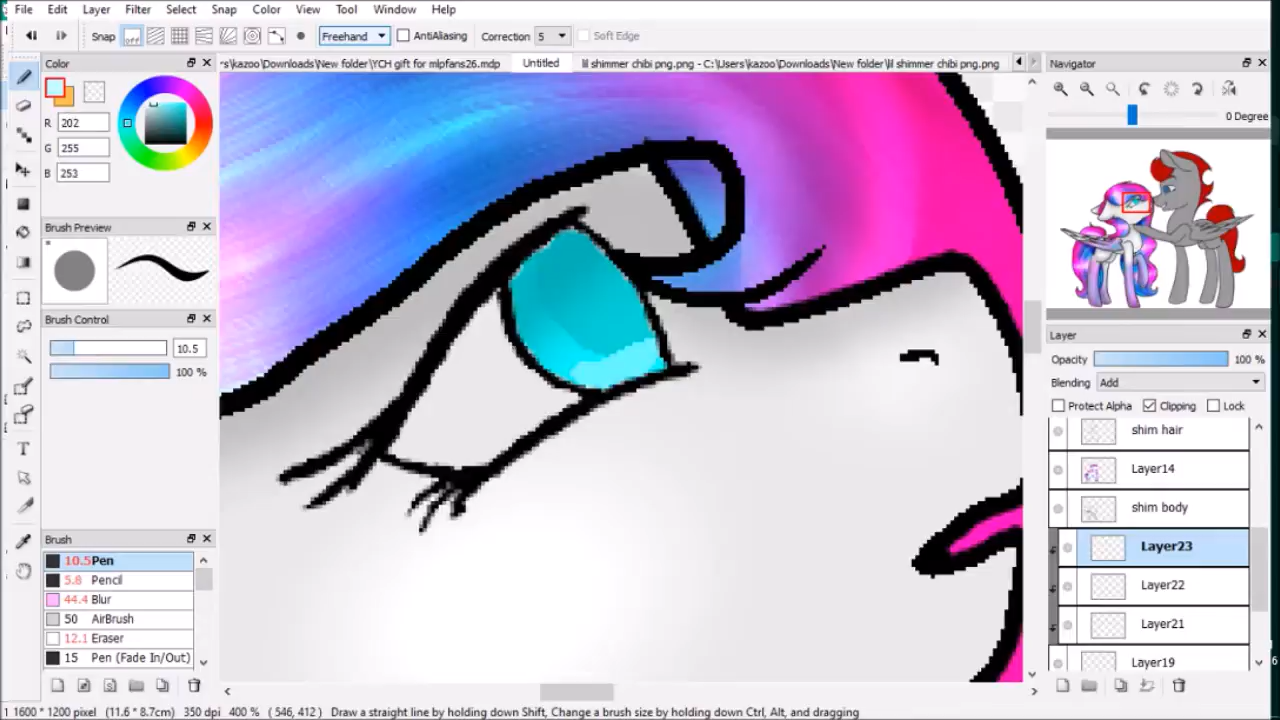 File Edit Layer Filter Select Snap Color View Tool Window Help
Snap off Freehand AntiAliasing Correction 5 Soft Edge
's\kazoo\Downloads\New folder\YCH gift for mlpfans26.mdp Untitled lil shimmer chibi png.png - C:\Users\kazoo\Downloads\New folder\lil shimmer chibi png.png
Color
R 202
G 255
B 253
Brush Preview
Brush Control
10.5
100 %
Brush
10.5 Pen
5.8 Pencil
44.4 Blur
50 AirBrush
12.1 Eraser
15 Pen (Fade In/Out)
Navigator
0 Degree
Layer
Opacity 100 %
Blending Add
Protect Alpha Clipping Lock
shim hair
Layer14
shim body
Layer23
Layer22
Layer21
Layer19
1 1600 * 1200 pixel (11.6 * 8.7cm) 350 dpi 400 % ( 546, 412 ) Draw a straight line by holding down Shift, Change a brush size by holding down Ctrl, Alt, and dragging